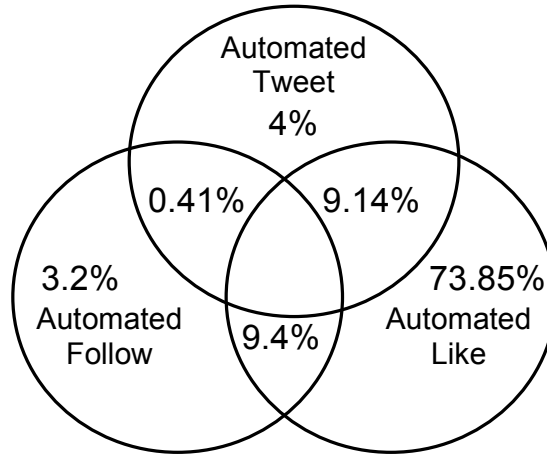 Automated
Tweet
4%
0.41%
9.14%
3.2%
73.85%
Automated
Follow
Automated
Like
9.4%